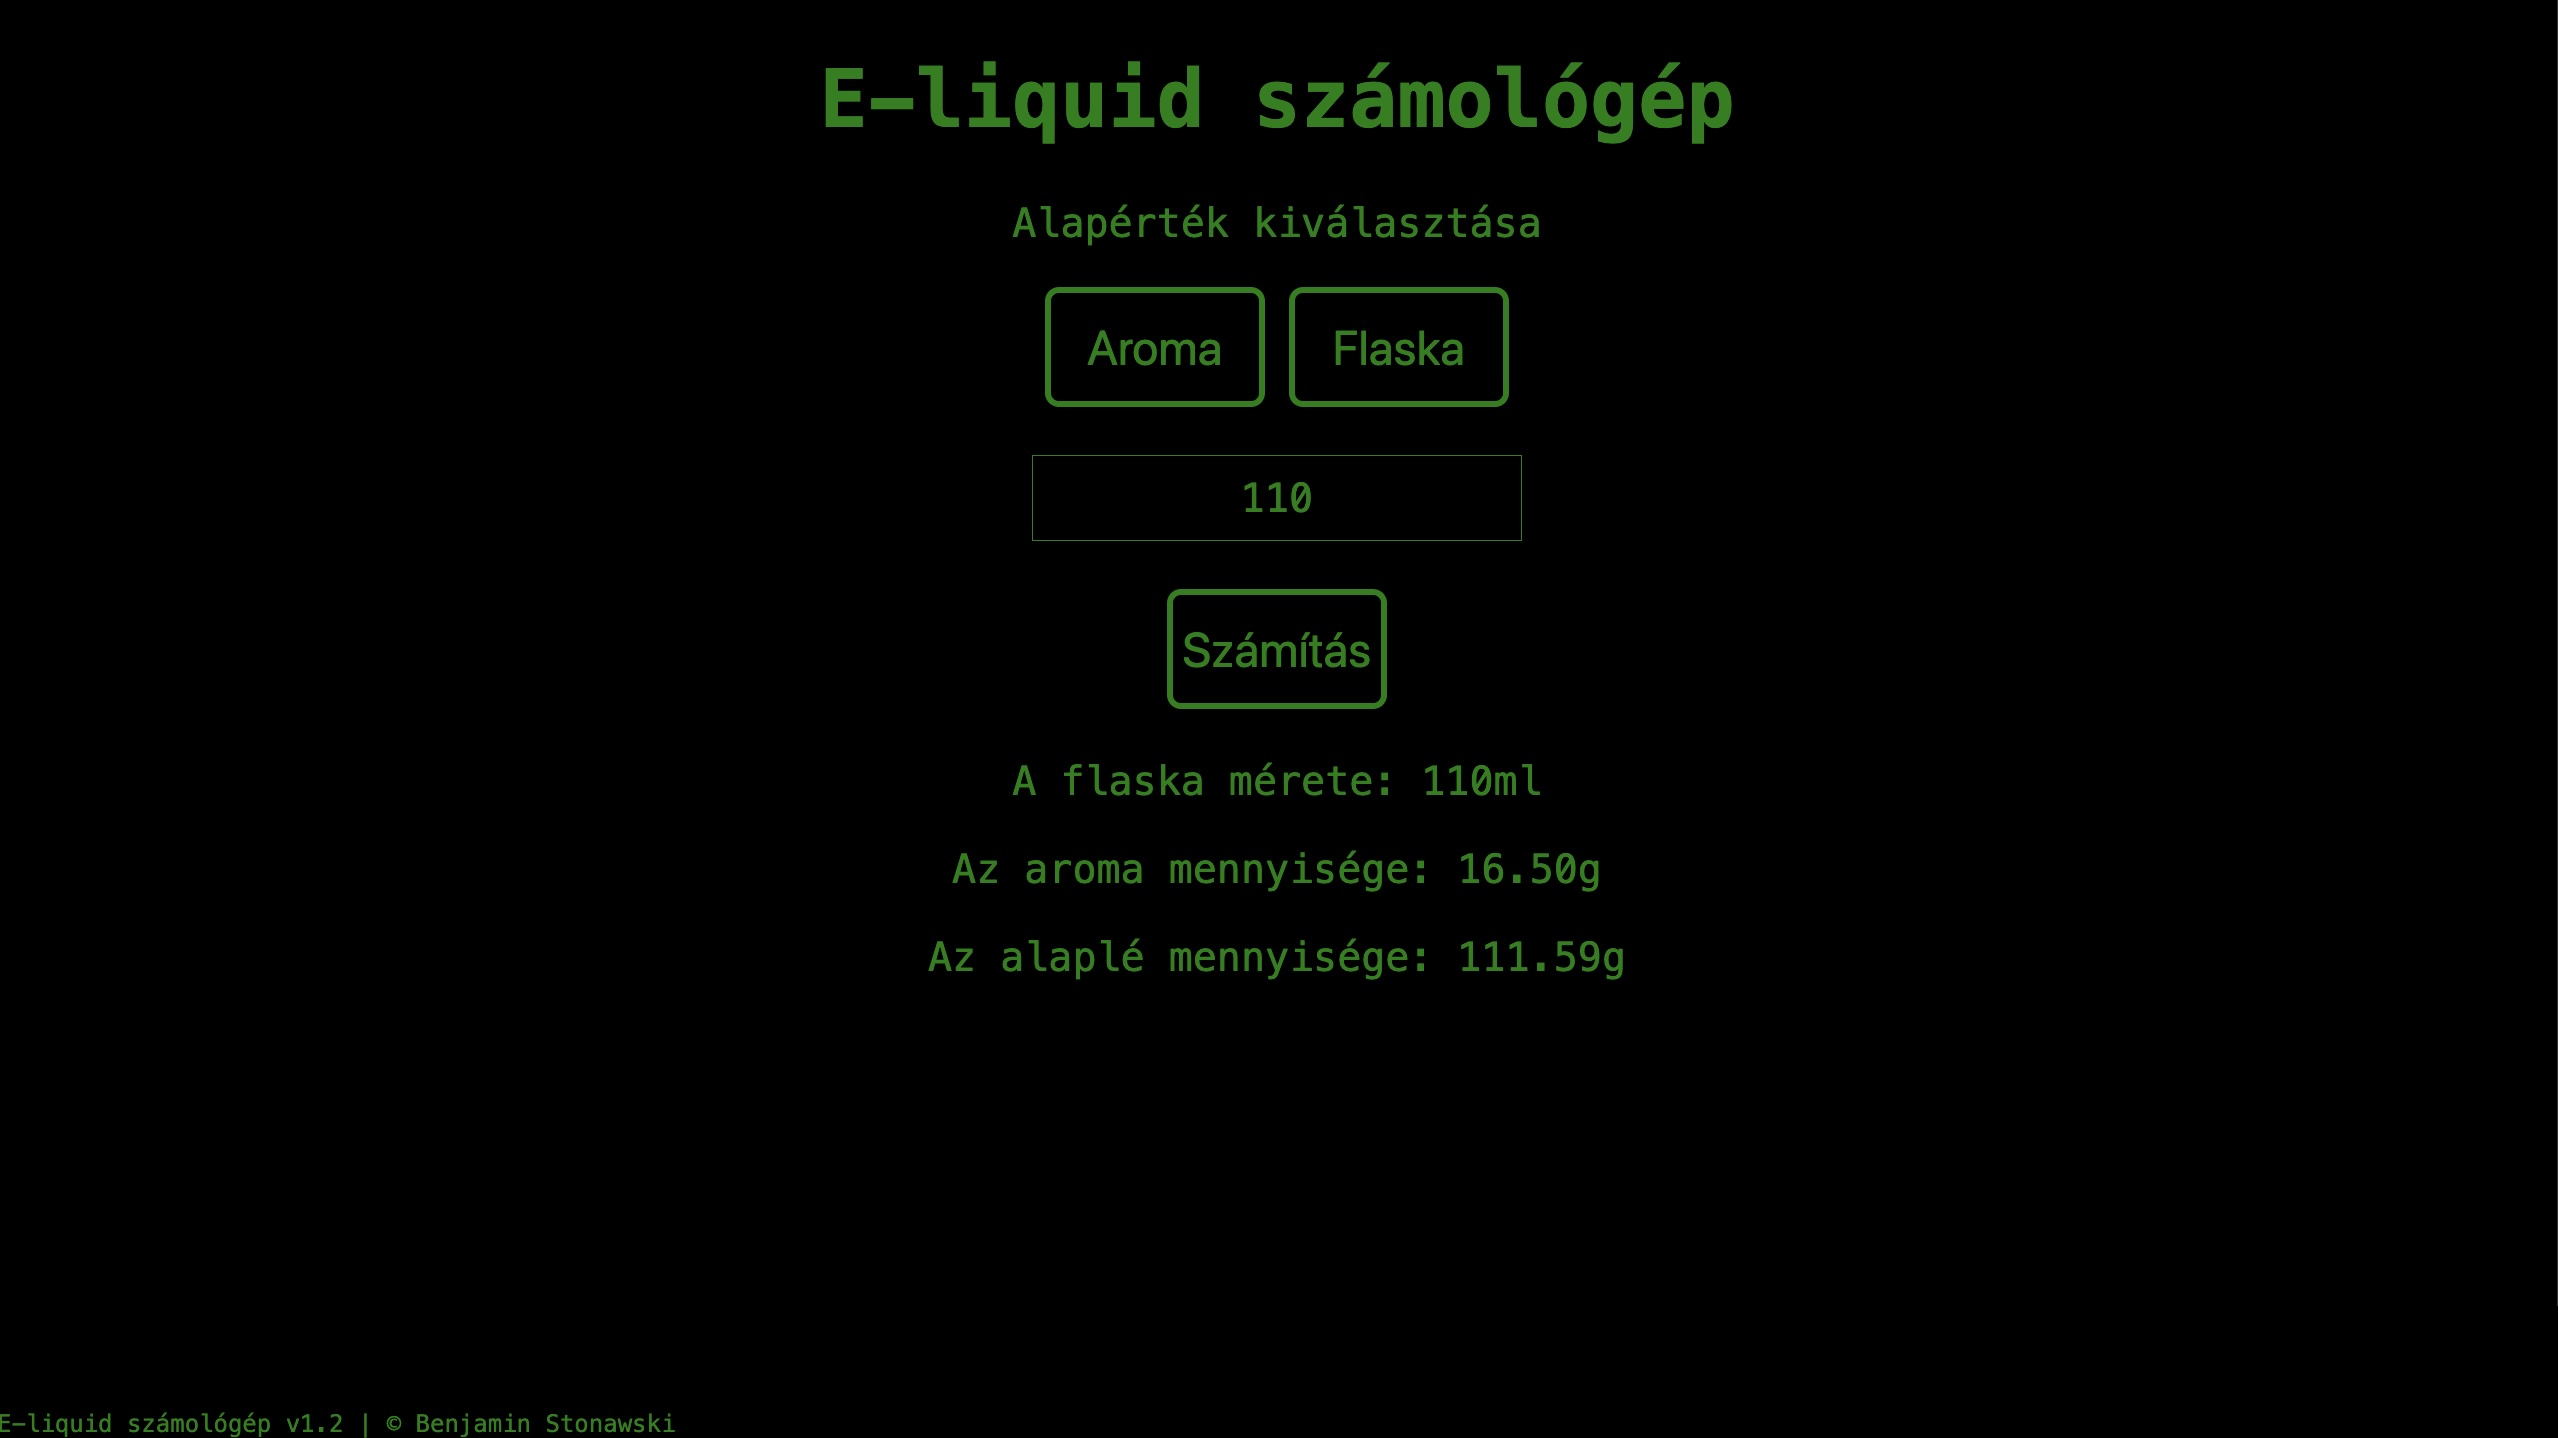 E-liquid számológép
Alapérték kiválasztása
Aroma Flaska
110
Számítás
A flaska mérete: 110ml
Az aroma mennyisége: 16.50g
Az alaplé mennyisége: 111.59g
E-liquid számológép v1.2 | © Benjamin Stonawski